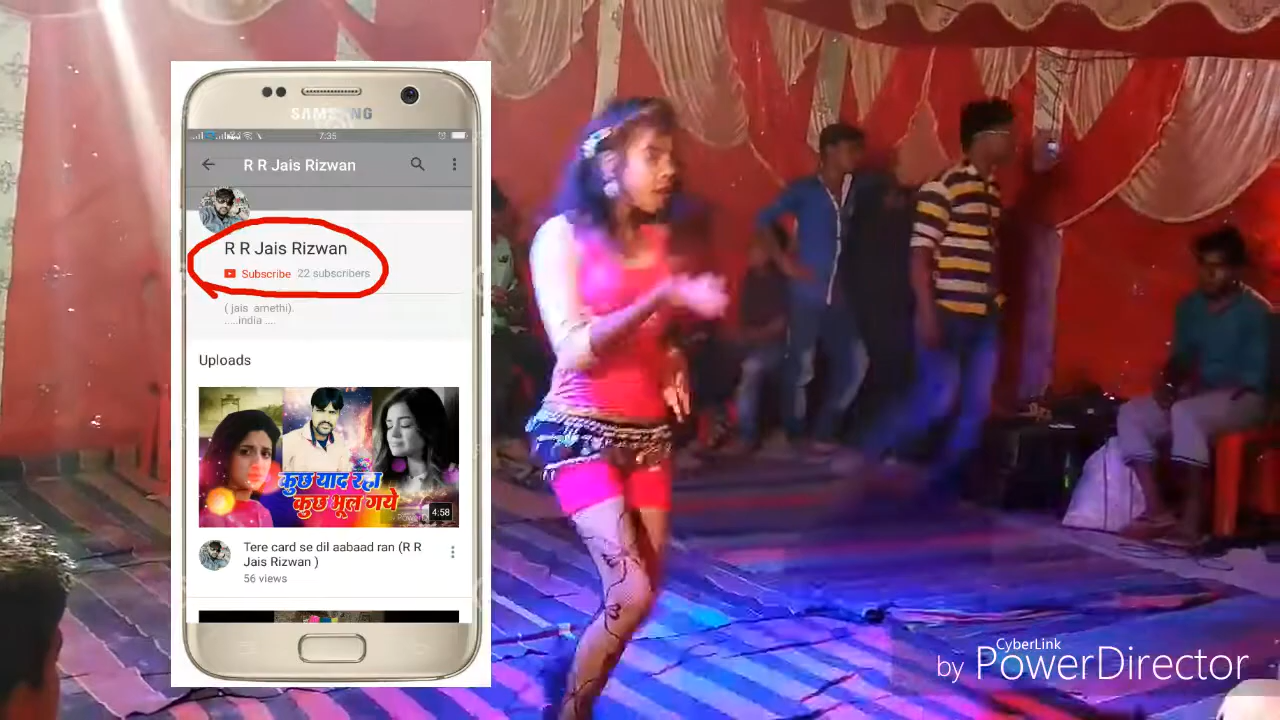 SAMSUNG
7:35
R R Jais Rizwan
R R Jais Rizwan
Subscribe 22 subscribers
( jais amethi).
.....india ....
Uploads
कुछ याद रहा
कुछ भूल गये
4:58
Tere card se dil aabaad ran (R R
Jais Rizwan )
56 views
CyberLink
by PowerDirector